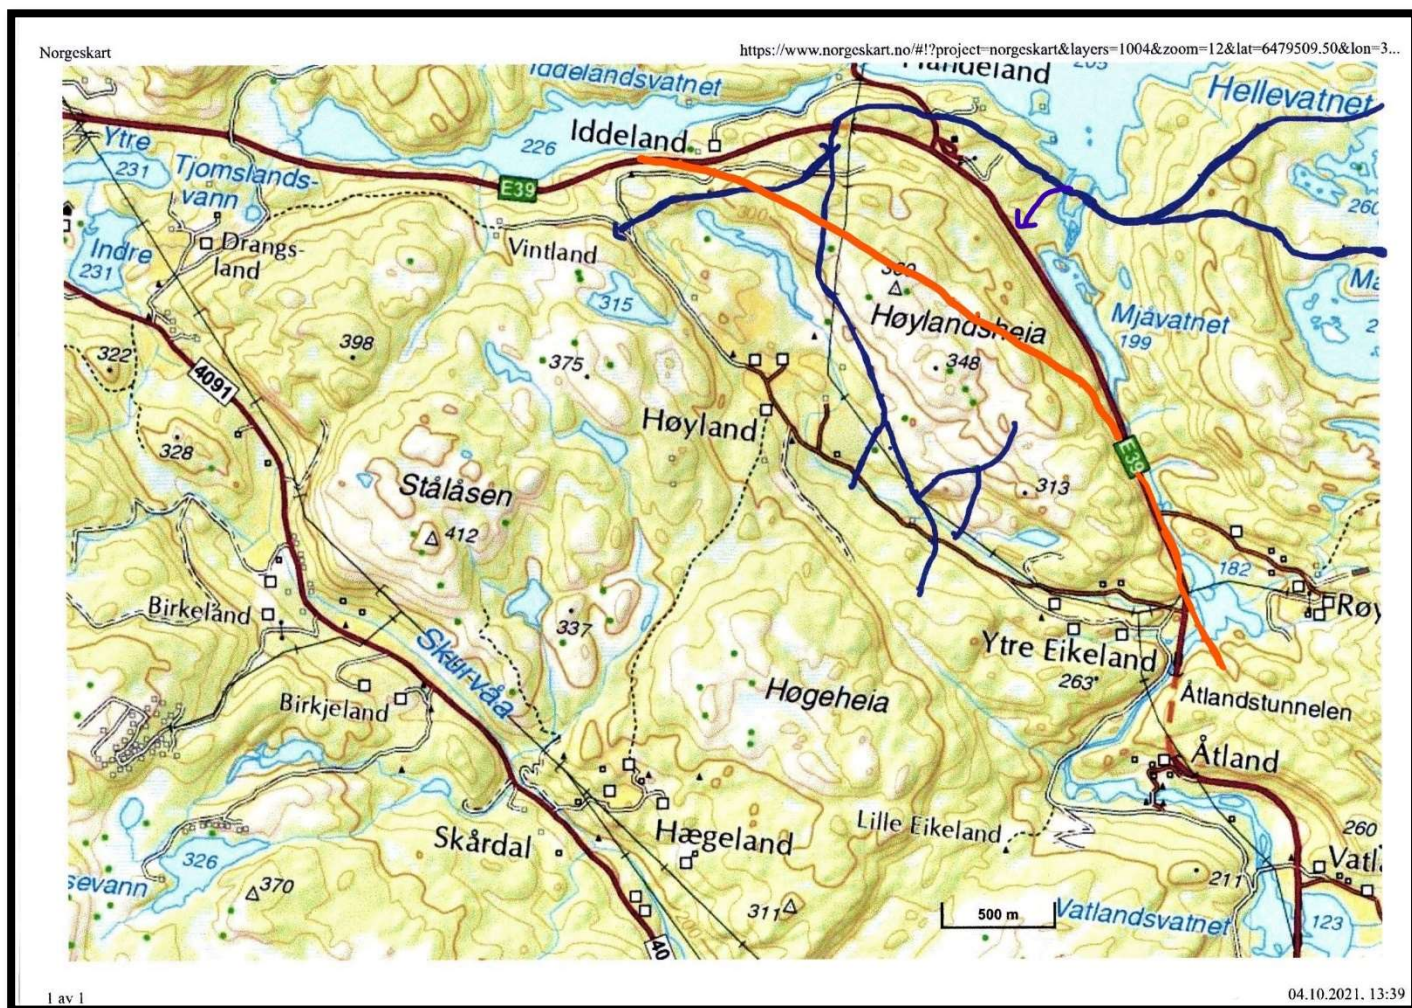 Norgeskart
https://www.norgeskart.no/#!?project=norgeskart&layers=1004&zoom=12&lat=6479509.50&lon=3...
Iddelandsvatnet
205
Hellevatnet
Iddeland
226
Ytre
231
Tjomslands-
vann
E39
260
Indre
231
Drangs-
land
Vintland
300
315
Høylandsheia
Mjåvatnet
199
322
398
375
348
4091
328
Høyland
E39
Stålåsen
412
313
182
Birkeland
337
Røy
Skurvåa
Ytre Eikeland
263
Høgeheia
Birkjeland
Åtlandstunnelen
Åtland
Skårdal
Hægeland
Lille Eikeland
260
326
Vatl
sevann
370
211
311
200
500 m
Vatlandsvatnet
123
40
1 av 1
04.10.2021, 13:39